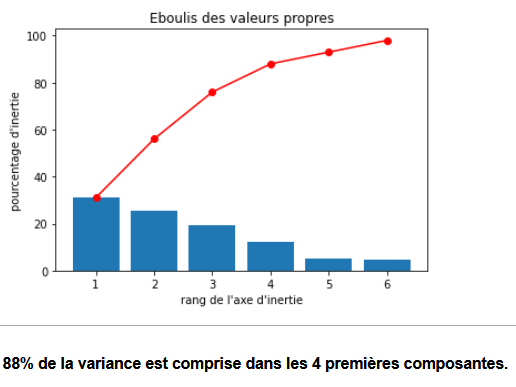 Eboulis des valeurs propres
100
80
60
40
20
0
pourcentage d'inertie
1 2 3 4 5 6
rang de l'axe d'inertie
88% de la variance est comprise dans les 4 premières composantes.